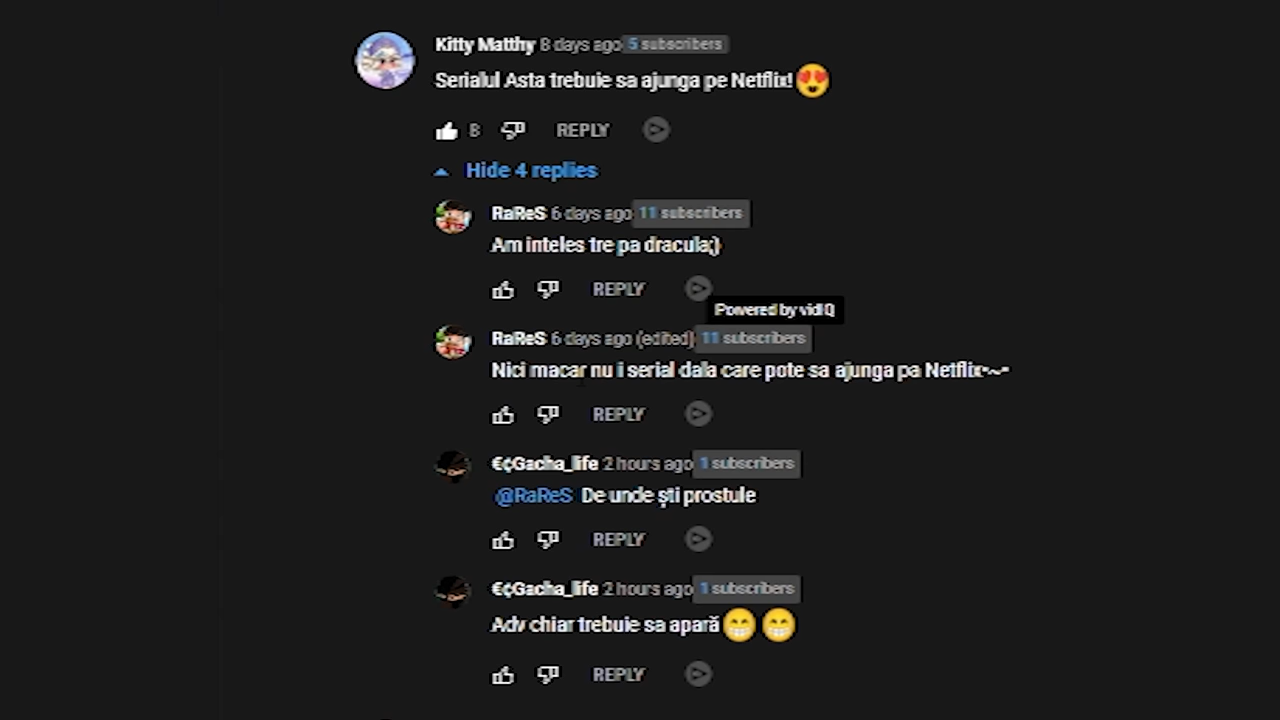 Kitty Matthy 8 days ago 5 subscribers
Serialul Asta trebuie sa ajunga pe Netflix! 😍
8 REPLY
Hide 4 replies
RaReS 6 days ago 11 subscribers
Am inteles tre pa dracula;)
REPLY
Powered by vidIQ
RaReS 6 days ago (edited) 11 subscribers
Nici macar nu i serial dala care pote sa ajunga pa Netflix•~•
REPLY
€¢Gacha_life 2 hours ago 1 subscribers
@RaReS De unde ști prostule
REPLY
€¢Gacha_life 2 hours ago 1 subscribers
Adv chiar trebuie sa apară 😁 😁
REPLY